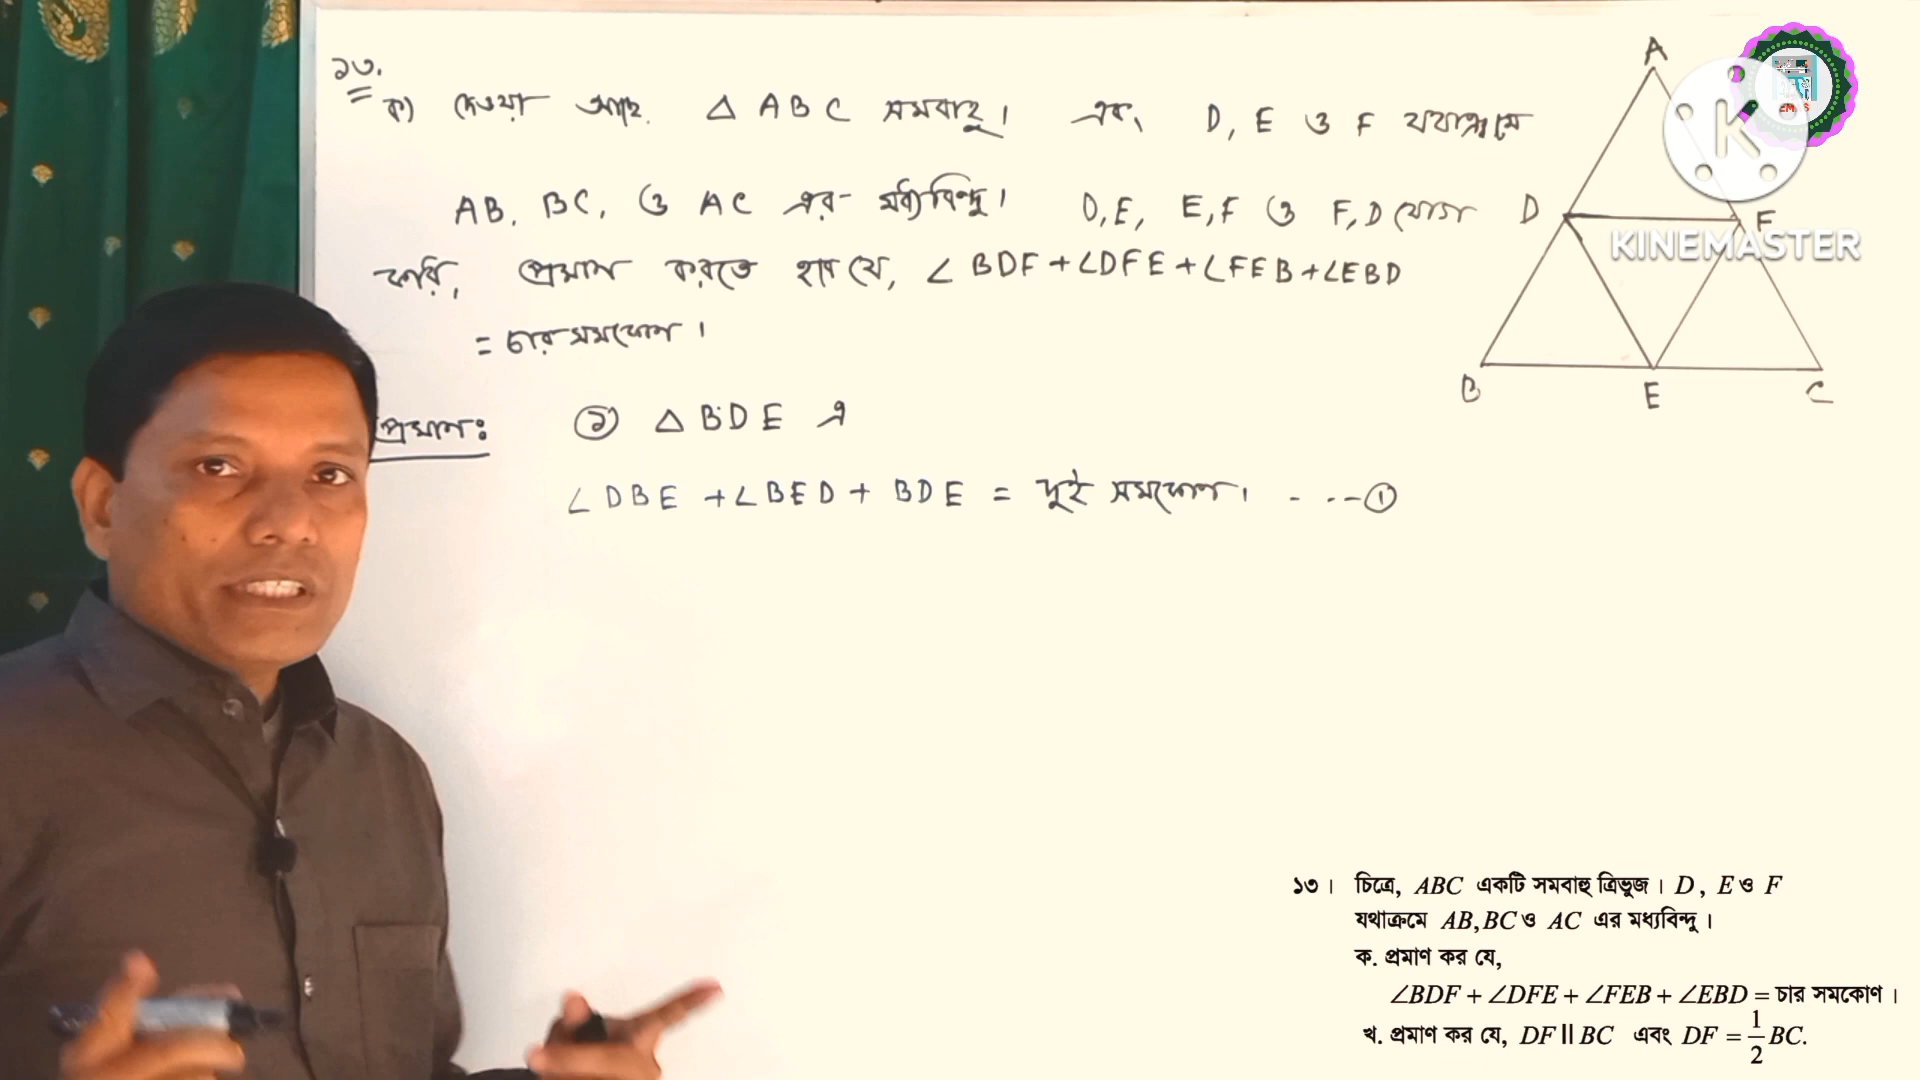 ১৩.
ক) দেওয়া আছে. △ ABC সমবাহু। এবং D, E ও F যথাক্রমে
AB, BC, ও AC এর মধ্যবিন্দু। D,E, E,F ও F,D যোগ
করি, প্রমাণ করতে হবে যে, ∠BDF+∠DFE+∠FEB+∠EBD
= চার সমকোণ।
প্রমাণঃ ১ △ BDE এ
∠DBE +∠BED + BDE = দুই সমকোণ। - - - ①
A
D
F
B
E
C
K
KINEMASTER
১৩। চিত্রে, ABC একটি সমবাহু ত্রিভুজ। D, E ও F
যথাক্রমে AB, BC ও AC এর মধ্যবিন্দু।
ক. প্রমাণ কর যে,
∠BDF + ∠DFE + ∠FEB + ∠EBD = চার সমকোণ।
খ. প্রমাণ কর যে, DF || BC এবং DF = 1/2 BC.